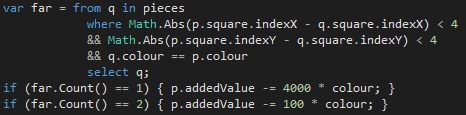 var far = from q in pieces
where Math.Abs(p.square.indexX - q.square.indexX) < 4
&& Math.Abs(p.square.indexY - q.square.indexY) < 4
&& q.colour == p.colour
select q;
if (far.Count() == 1) { p.addedValue -= 4000 * colour; }
if (far.Count() == 2) { p.addedValue -= 100 * colour; }